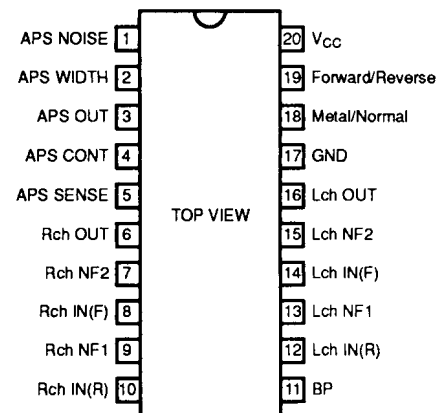 APS NOISE 1 20 VCC
APS WIDTH 2 19 Forward/Reverse
APS OUT 3 18 Metal/Normal
APS CONT 4 17 GND
APS SENSE 5 16 Lch OUT
TOP VIEW
Rch OUT 6 15 Lch NF2
Rch NF2 7 14 Lch IN(F)
Rch IN(F) 8 13 Lch NF1
Rch NF1 9 12 Lch IN(R)
Rch IN(R) 10 11 BP